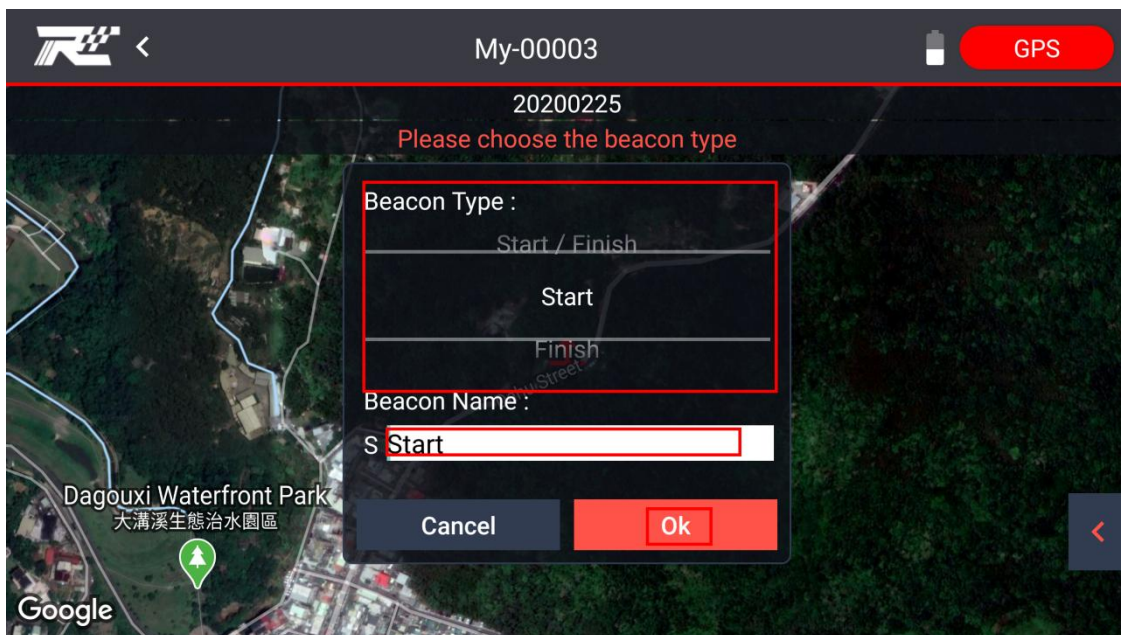 My-00003
GPS
20200225
Please choose the beacon type
Beacon Type :
Start / Finish
Start
Finish
Street
Beacon Name :
S Start
Cancel
Ok
Dagouxi Waterfront Park
大溝溪生態治水園區
Google